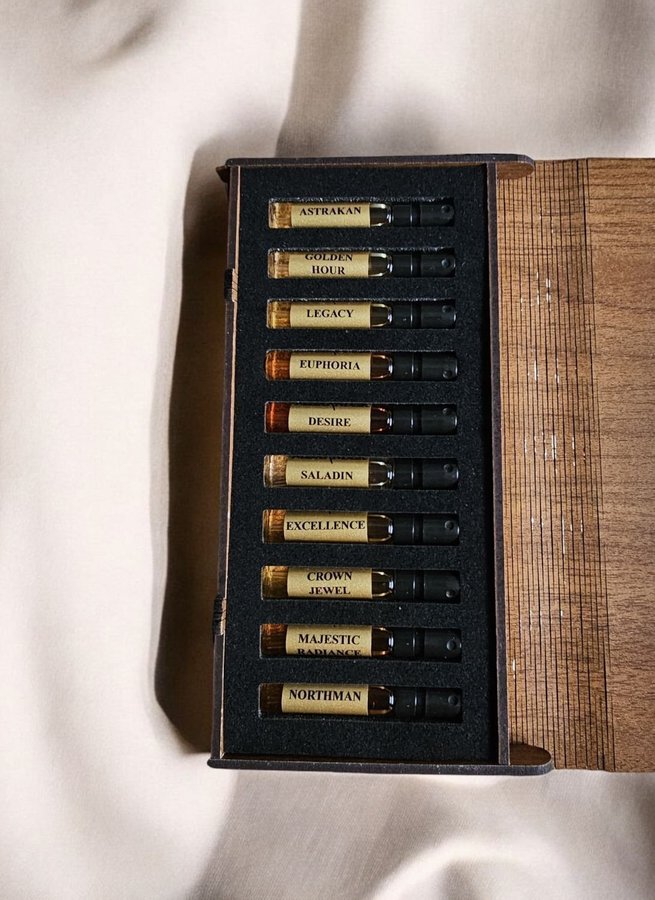 ASTRAKAN
GOLDEN
HOUR
LEGACY
EUPHORIA
DESIRE
SALADIN
EXCELLENCE
CROWN
JEWEL
MAJESTIC
RADIANCE
NORTHMAN